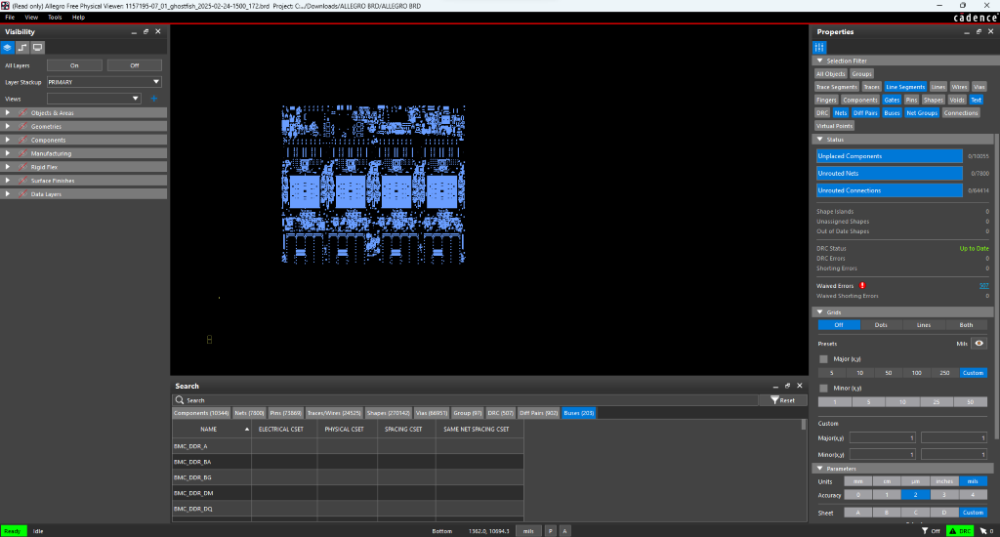 (Read only) Allegro Free Physical Viewer: 1157195-07_01_ghostfish_2025-02-24-1500_172.brd Project: C:.../Downloads/ALLEGRO BRD/ALLEGRO BRD
File View Tools Help
cadence
Visibility
All Layers On Off
Layer Stackup PRIMARY
Views
Objects & Areas
Geometries
Components
Manufacturing
Rigid Flex
Surface Finishes
Data Layers
Search
Search
Reset
Components (10344) Nets (7800) Pins (73869) Traces/Wires (24525) Shapes (270142) Vias (66951) Group (97) DRC (507) Diff Pairs (902) Buses (203)
NAME ELECTRICAL CSET PHYSICAL CSET SPACING CSET SAME NET SPACING CSET
BMC_DDR_A
BMC_DDR_BA
BMC_DDR_BG
BMC_DDR_DM
BMC_DDR_DQ
Properties
Selection Filter
All Objects Groups
Trace Segments Traces Line Segments Lines Wires Vias
Fingers Components Gates Pins Shapes Voids Text
DRC Nets Diff Pairs Buses Net Groups Connections
Virtual Points
Status
Unplaced Components 0/10055
Unrouted Nets 0/7800
Unrouted Connections 0/64414
Shape Islands 0
Unassigned Shapes 0
Out of Date Shapes 0
DRC Status Up to Date
DRC Errors 0
Shorting Errors 0
Waived Errors 507
Waived Shorting Errors 0
Grids
Off Dots Lines Both
Presets Mils
Major (x,y)
5 10 50 100 250 Custom
Minor (x,y)
1 5 10 25 50
Custom
Major(x,y) 1 1
Minor(x,y) 1 1
Parameters
Units mm cm µm inches mils
Accuracy 0 1 2 3 4
Sheet A B C D Custom
Ready Idle Bottom 1362.0, 10694.3 mils P A Off DRC 0